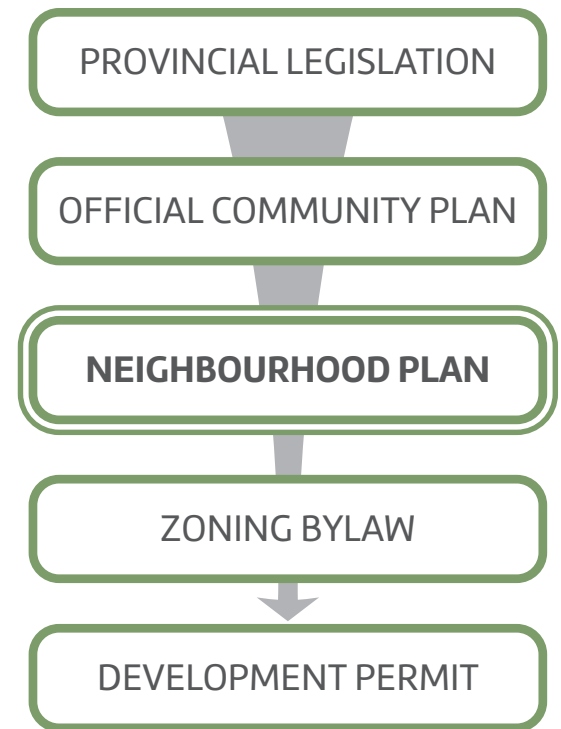 PROVINCIAL LEGISLATION
OFFICIAL COMMUNITY PLAN
NEIGHBOURHOOD PLAN
ZONING BYLAW
DEVELOPMENT PERMIT